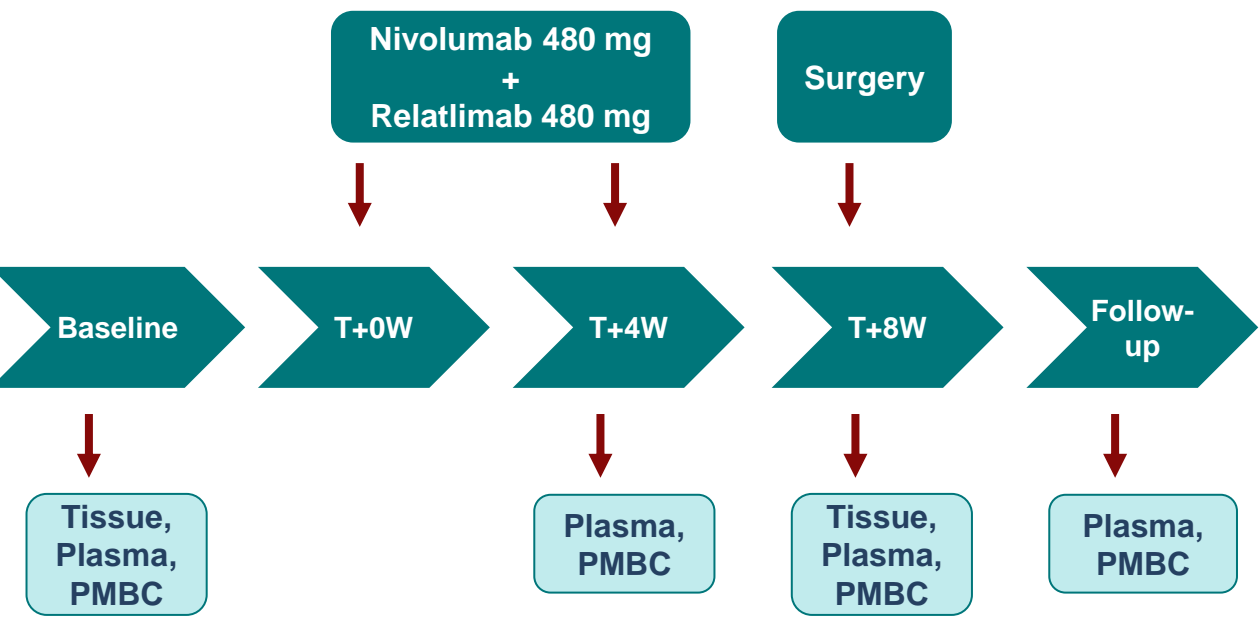 Nivolumab 480 mg
+
Relatlimab 480 mg
Surgery
Baseline
T+0W
T+4W
T+8W
Follow-
up
Tissue,
Plasma,
PMBC
Plasma,
PMBC
Tissue,
Plasma,
PMBC
Plasma,
PMBC